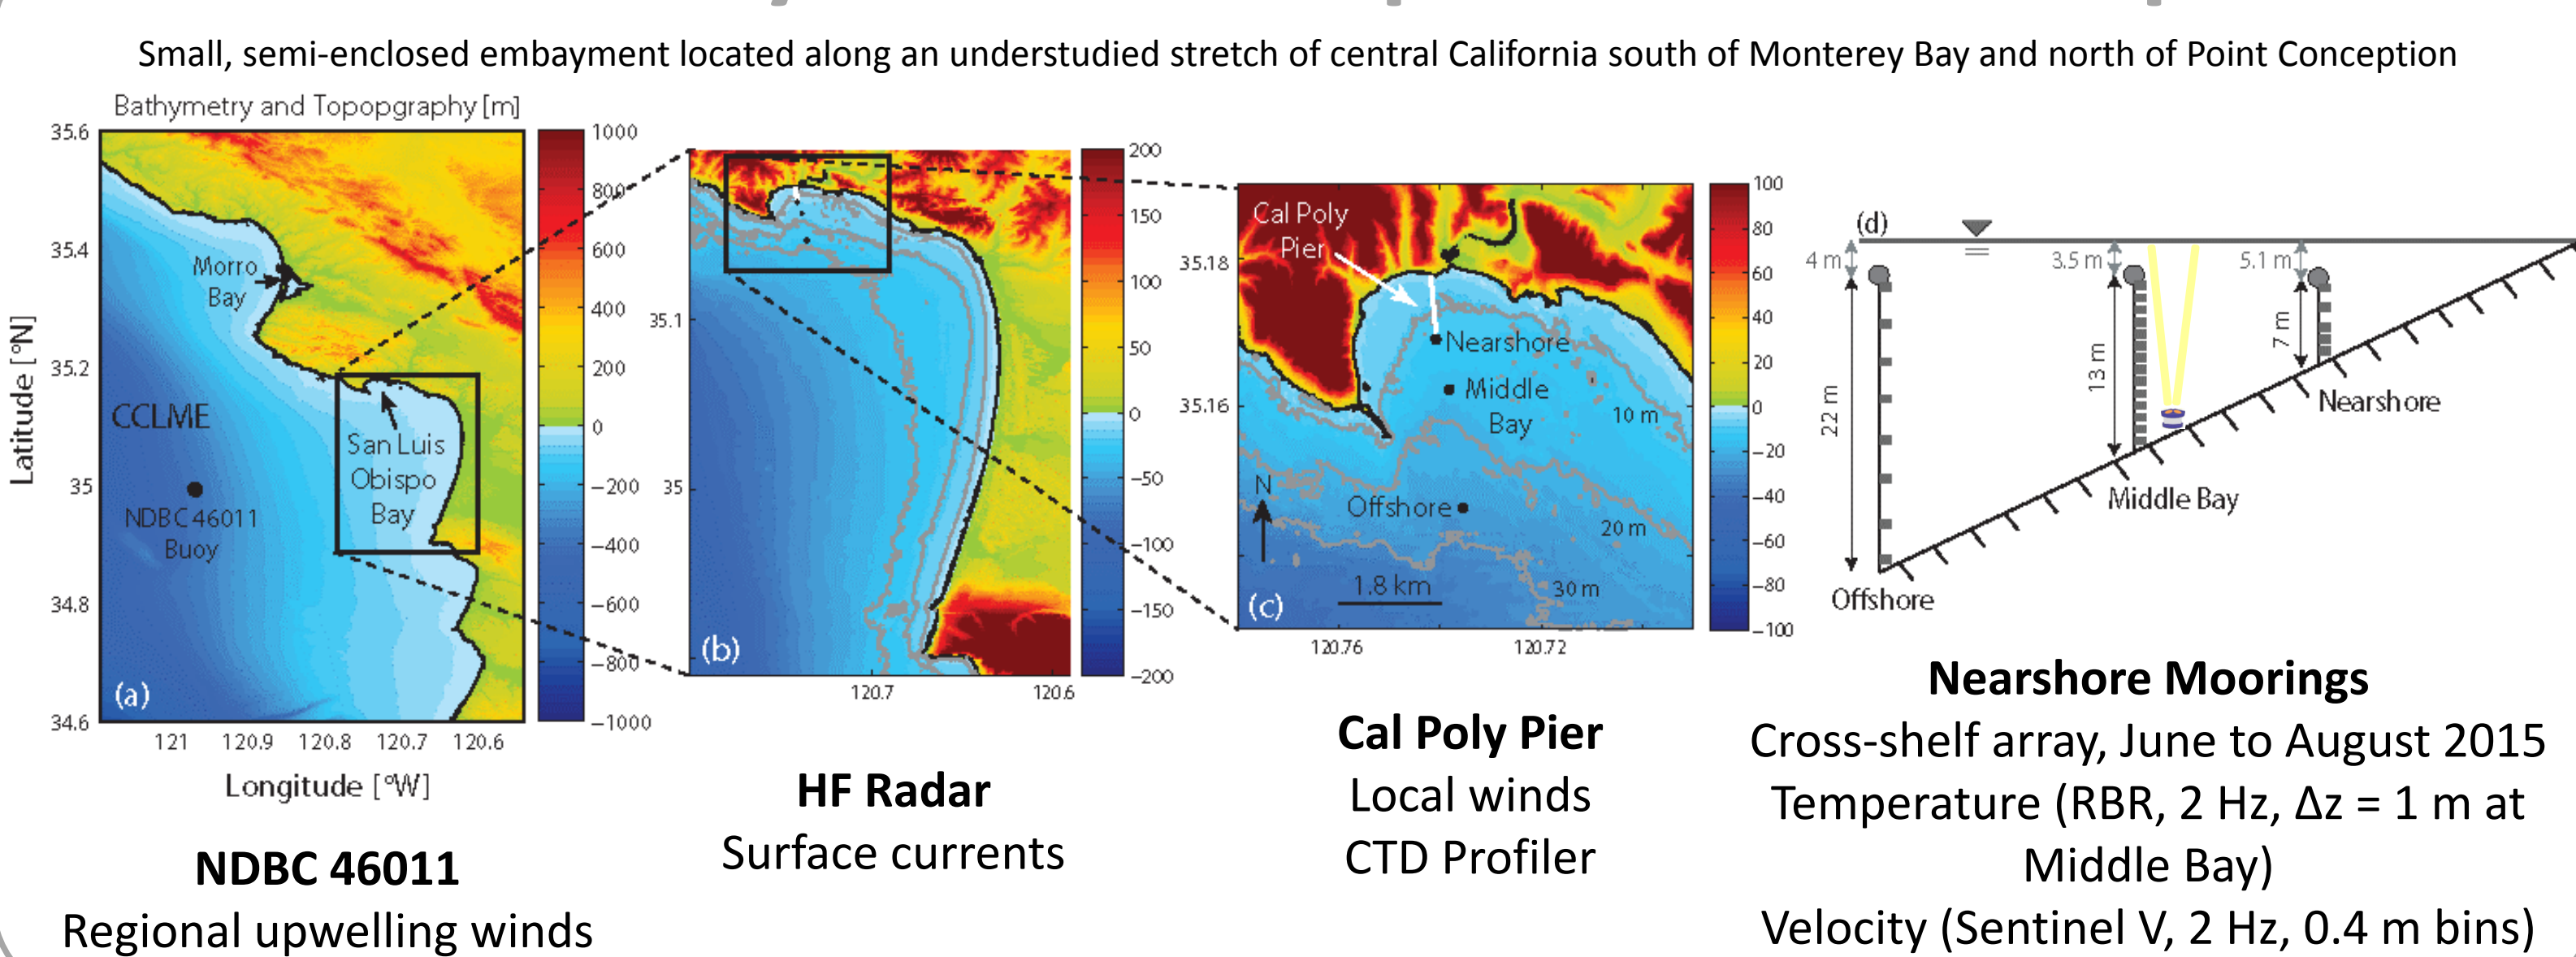 Small, semi-enclosed embayment located along an understudied stretch of central California south of Monterey Bay and north of Point Conception
Bathymetry and Topopgraphy [m]
35.6
35.4
35.2
35
34.8
34.6
Latitude [°N]
121
120.9
120.8
120.7
120.6
Longitude [°W]
Morro
Bay
CCLME
San Luis
Obispo
Bay
NDBC 46011
Buoy
(a)
1000
800
600
400
200
0
−200
−400
−600
−800
−1000
NDBC 46011
Regional upwelling winds
35.1
35
120.7
120.6
(b)
200
150
100
50
0
−50
−100
−150
−200
HF Radar
Surface currents
35.18
35.16
120.76
120.72
Cal Poly
Pier
Nearshore
Middle
Bay
Offshore
10 m
20 m
30 m
N
1.8 km
(c)
100
80
60
40
20
0
−20
−40
−60
−80
−100
Cal Poly Pier
Local winds
CTD Profiler
(d)
4 m
3.5 m
5.1 m
22 m
13 m
7 m
Nearshore
Middle Bay
Offshore
Nearshore Moorings
Cross-shelf array, June to August 2015
Temperature (RBR, 2 Hz, Δz = 1 m at
Middle Bay)
Velocity (Sentinel V, 2 Hz, 0.4 m bins)